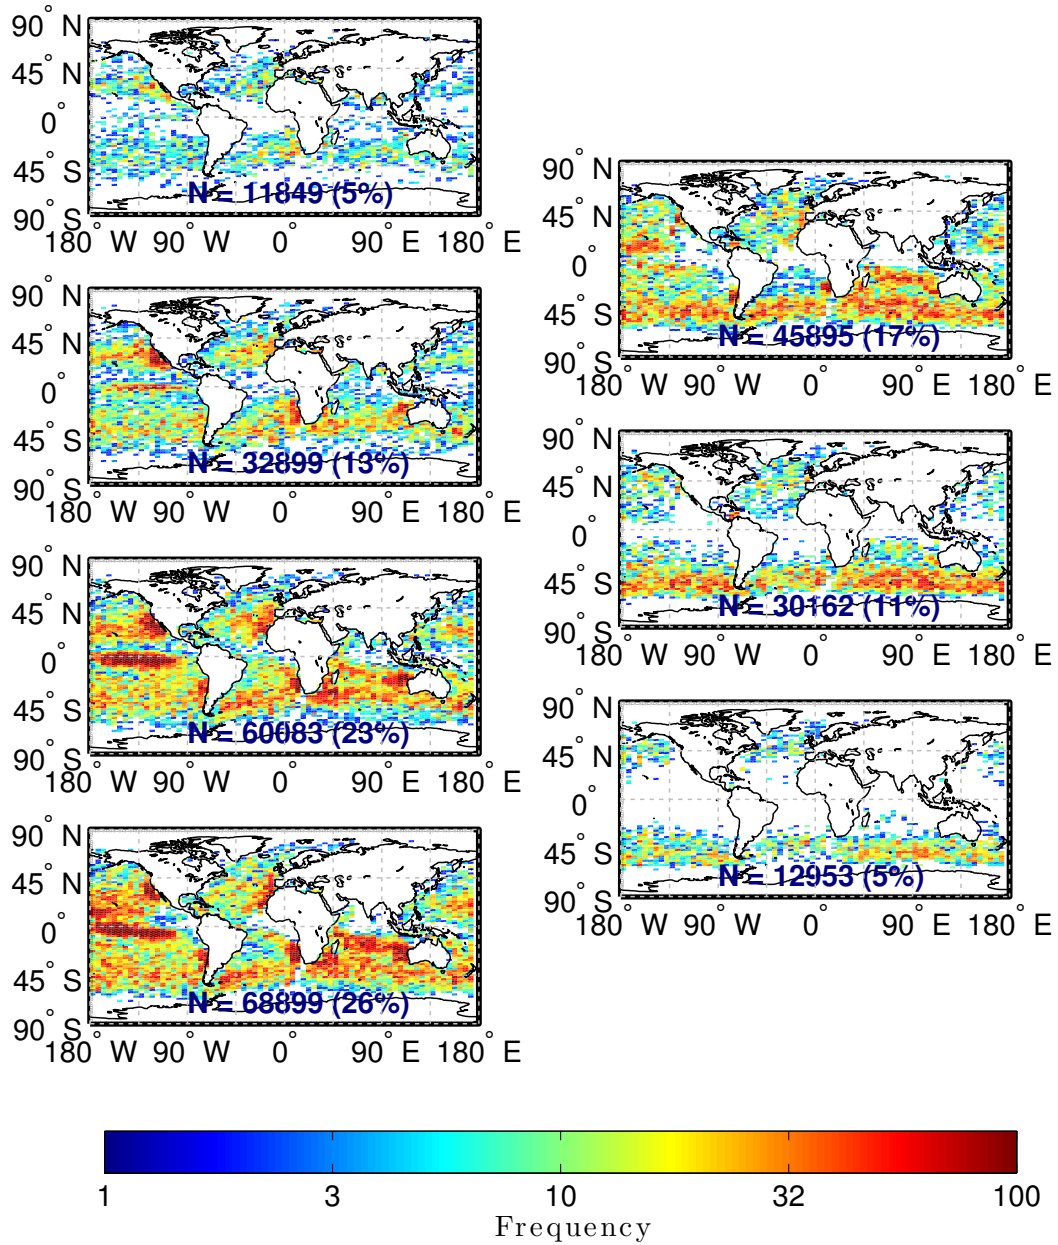 90° N
45° N
0°
45° S
N = 11849 (5%)
90° S
180° W 90° W 0° 90° E 180° E
90° N
45° N
0°
45° S
N = 32899 (13%)
90° S
180° W 90° W 0° 90° E 180° E
90° N
45° N
0°
45° S
N = 60083 (23%)
90° S
180° W 90° W 0° 90° E 180° E
90° N
45° N
0°
45° S
N = 68899 (26%)
90° S
180° W 90° W 0° 90° E 180° E
90° N
45° N
0°
45° S
N = 45895 (17%)
90° S
180° W 90° W 0° 90° E 180° E
90° N
45° N
0°
45° S
N = 30162 (11%)
90° S
180° W 90° W 0° 90° E 180° E
90° N
45° N
0°
45° S
N = 12953 (5%)
90° S
180° W 90° W 0° 90° E 180° E
1 3 10 32 100
Frequency